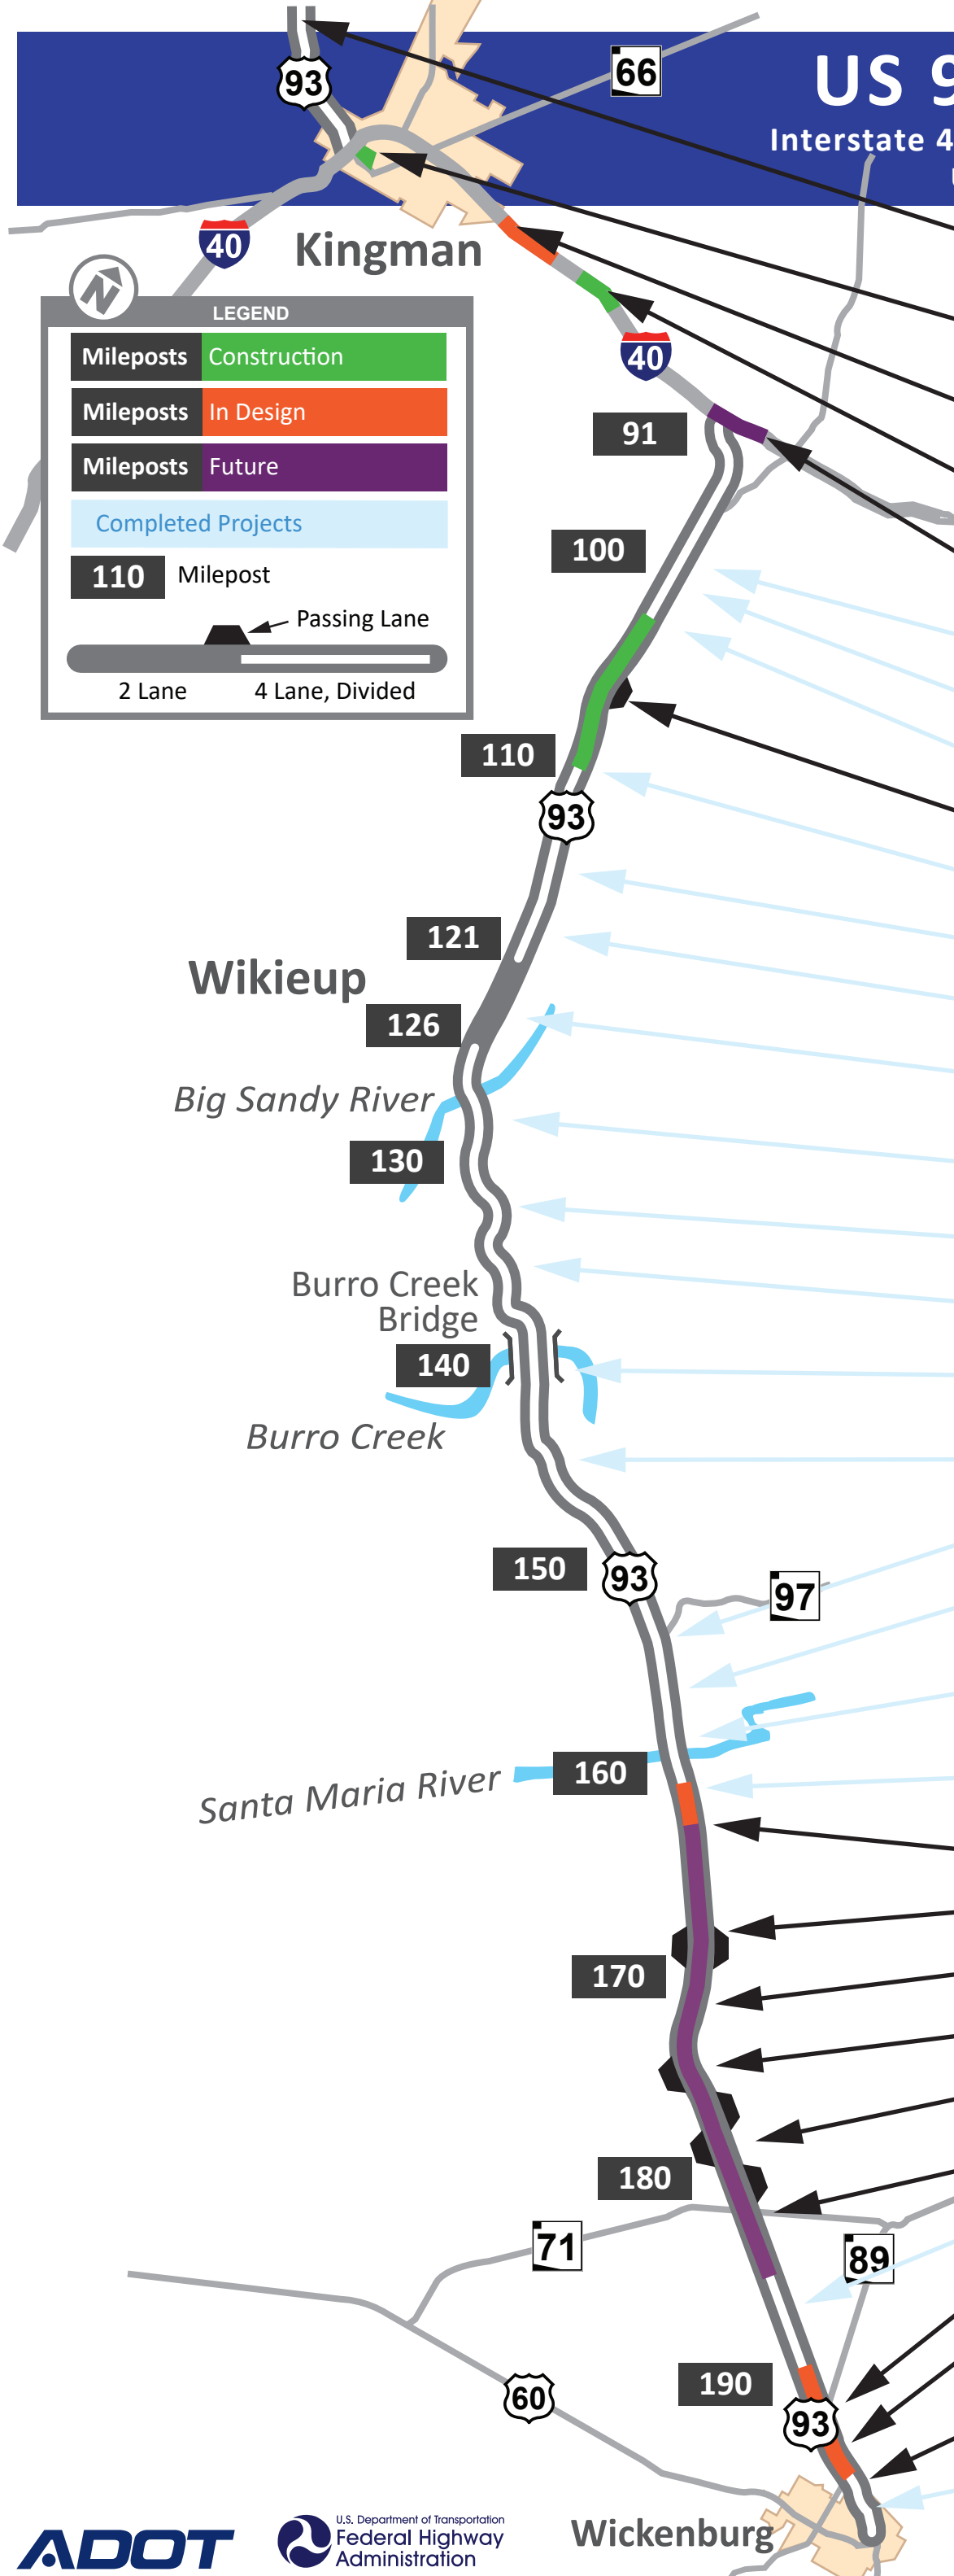 93
66
US 9
Interstate 4
40
Kingman
N
LEGEND
Mileposts Construction
Mileposts In Design
Mileposts Future
Completed Projects
110 Milepost
Passing Lane
2 Lane 4 Lane, Divided
40
91
100
110
93
121
Wikieup
126
Big Sandy River
130
Burro Creek
Bridge
140
Burro Creek
150
93
97
160
Santa Maria River
170
180
71
89
190
60
93
Wickenburg
ADOT
U.S. Department of Transportation
Federal Highway
Administration